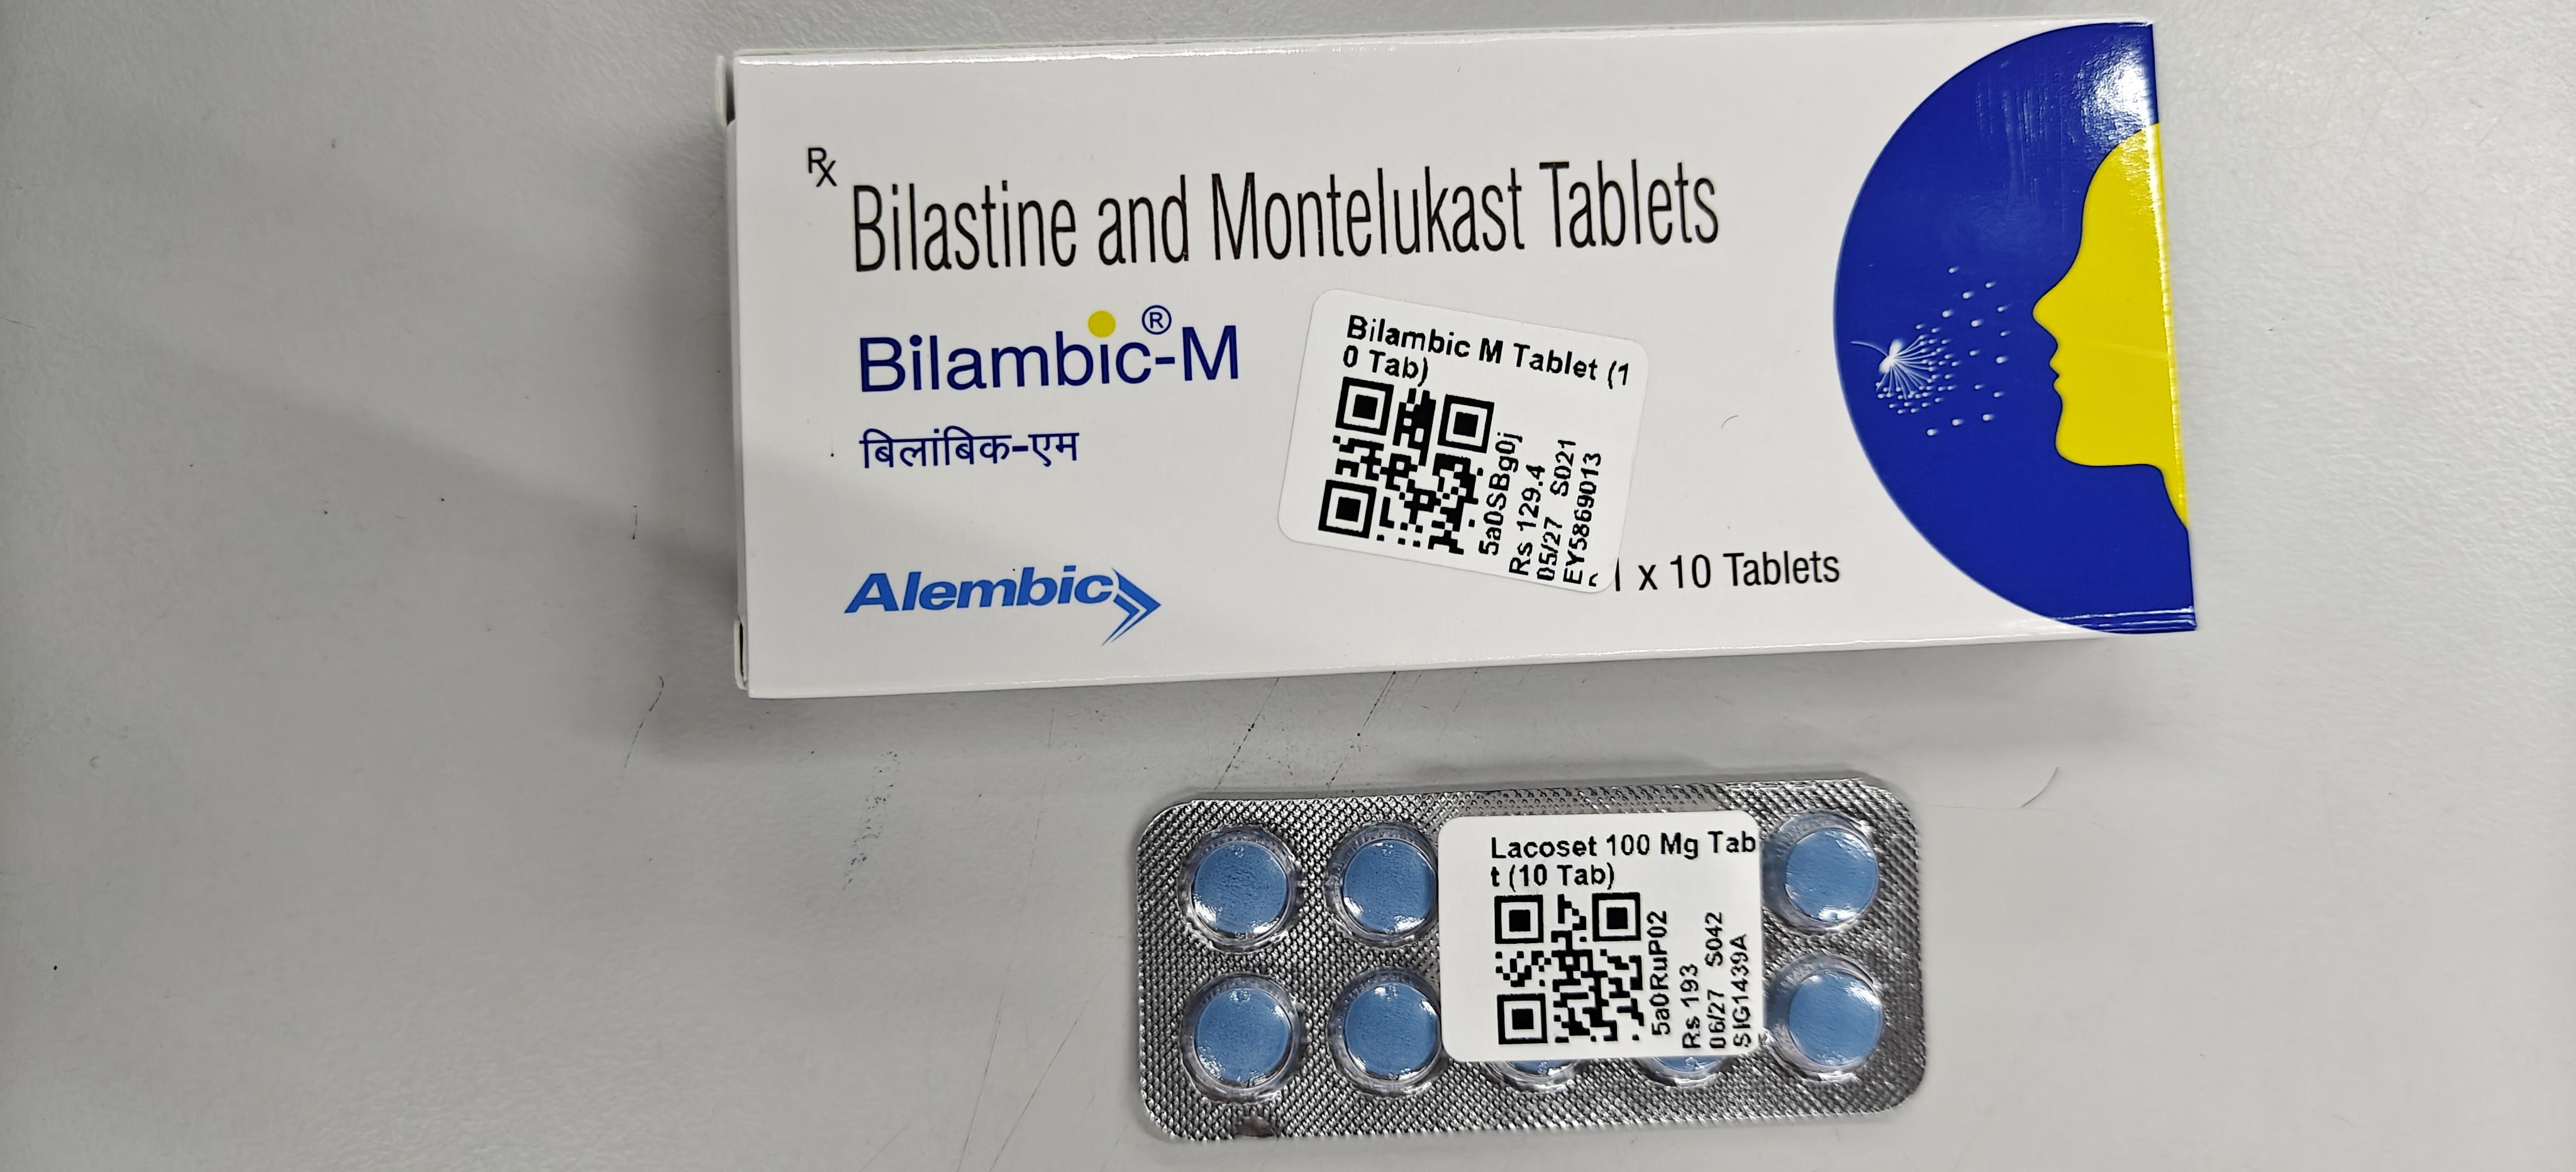 Rx
Bilastine and Montelukast Tablets
Bilambic®-M
बिलांबिक-एम
Alembic
Bilambic M Tablet (1
0 Tab)
5a0SBg0j
Rs 129.4
05/27 S021
EY5869013
1 x 10 Tablets
Lacoset 100 Mg Tab
t (10 Tab)
5a0RuP02
Rs 193
06/27 S042
SIG1439A